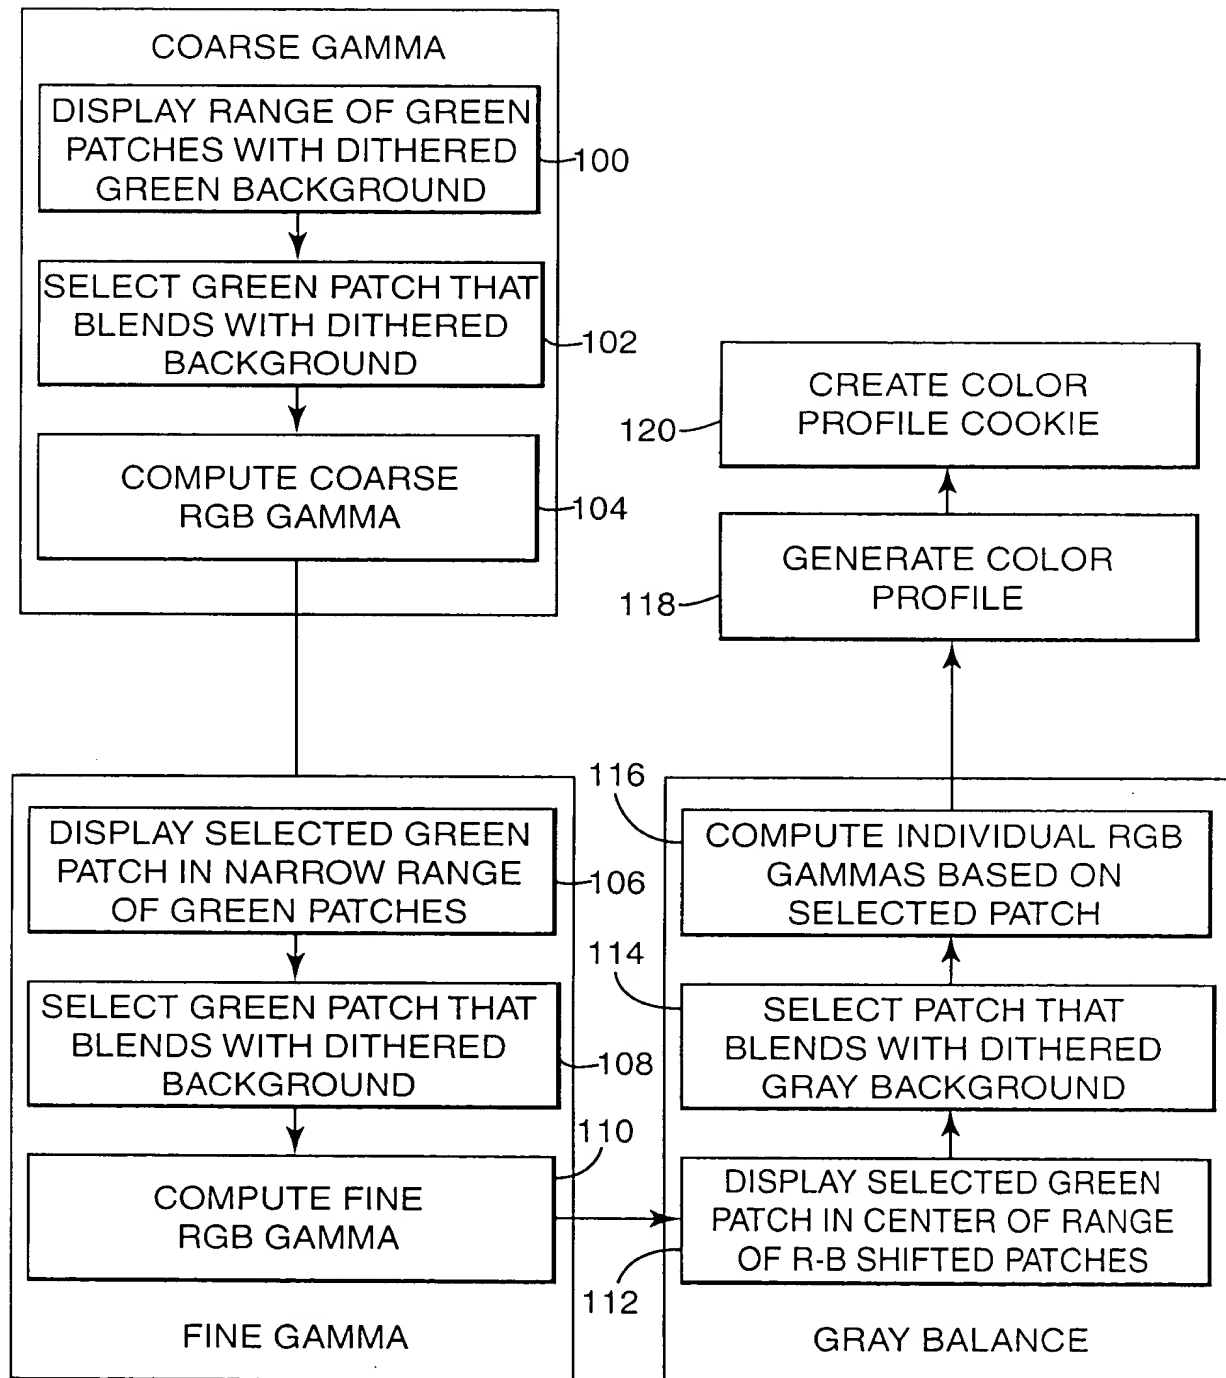 COARSE GAMMA
DISPLAY RANGE OF GREEN
PATCHES WITH DITHERED
GREEN BACKGROUND
100
SELECT GREEN PATCH THAT
BLENDS WITH DITHERED
BACKGROUND
102
COMPUTE COARSE
RGB GAMMA
104
DISPLAY SELECTED GREEN
PATCH IN NARROW RANGE
OF GREEN PATCHES
106
SELECT GREEN PATCH THAT
BLENDS WITH DITHERED
BACKGROUND
108
110
COMPUTE FINE
RGB GAMMA
FINE GAMMA
DISPLAY SELECTED GREEN
PATCH IN CENTER OF RANGE
OF R-B SHIFTED PATCHES
112
GRAY BALANCE
114
SELECT PATCH THAT
BLENDS WITH DITHERED
GRAY BACKGROUND
116
COMPUTE INDIVIDUAL RGB
GAMMAS BASED ON
SELECTED PATCH
GENERATE COLOR
PROFILE
118
CREATE COLOR
PROFILE COOKIE
120